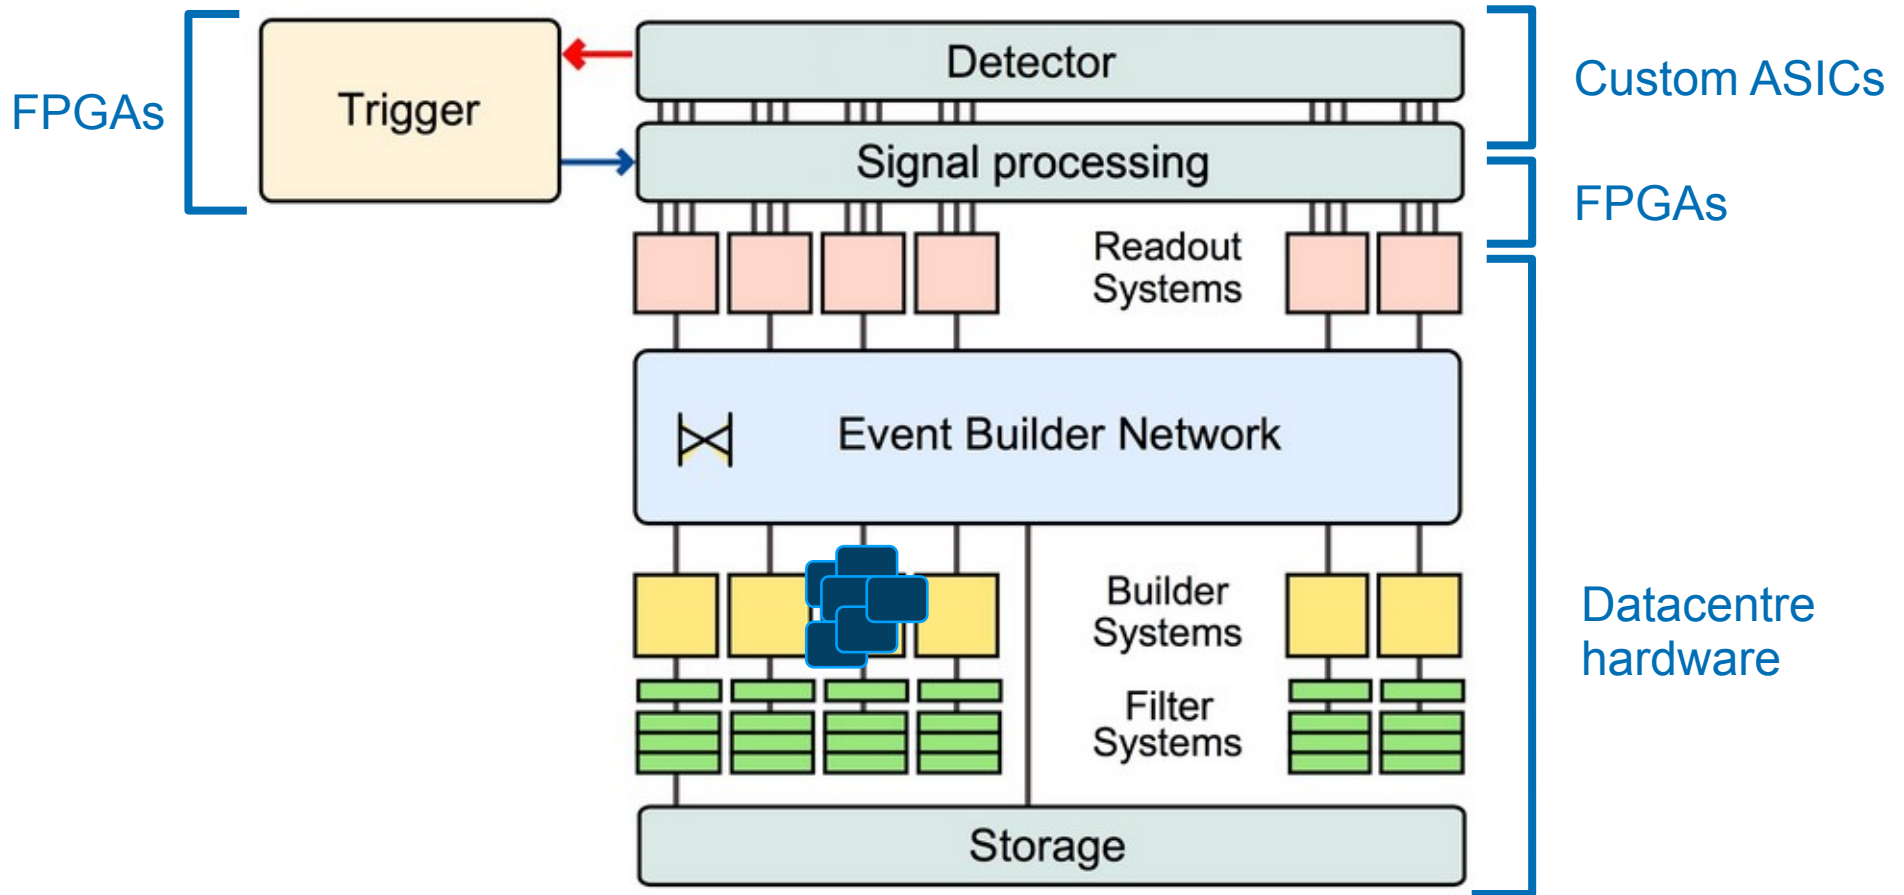 FPGAs
Trigger
Detector
Custom ASICs
Signal processing
FPGAs
Readout
Systems
Event Builder Network
Builder
Systems
Datacentre
hardware
Filter
Systems
Storage